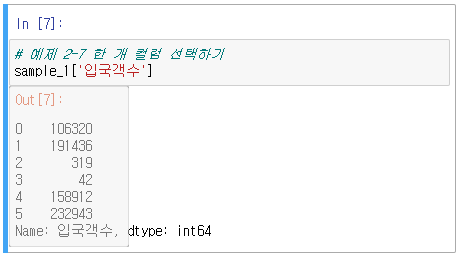 In [7]:
# 예제 2-7 한 개 컬럼 선택하기
sample_1['입국객수']
Out[7]:
0    106320
1    191436
2       319
3        42
4    158912
5    232943
Name: 입국객수, dtype: int64